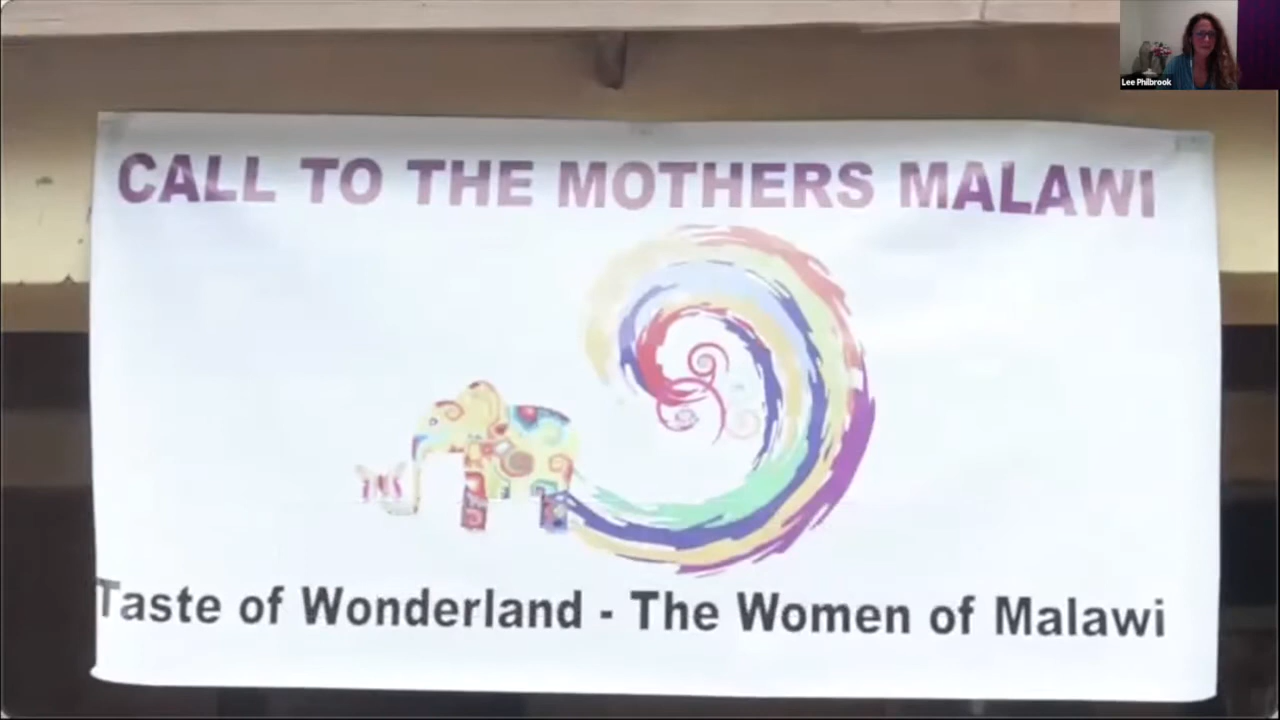 Lee Philbrook
CALL TO THE MOTHERS MALAWI
Taste of Wonderland - The Women of Malawi